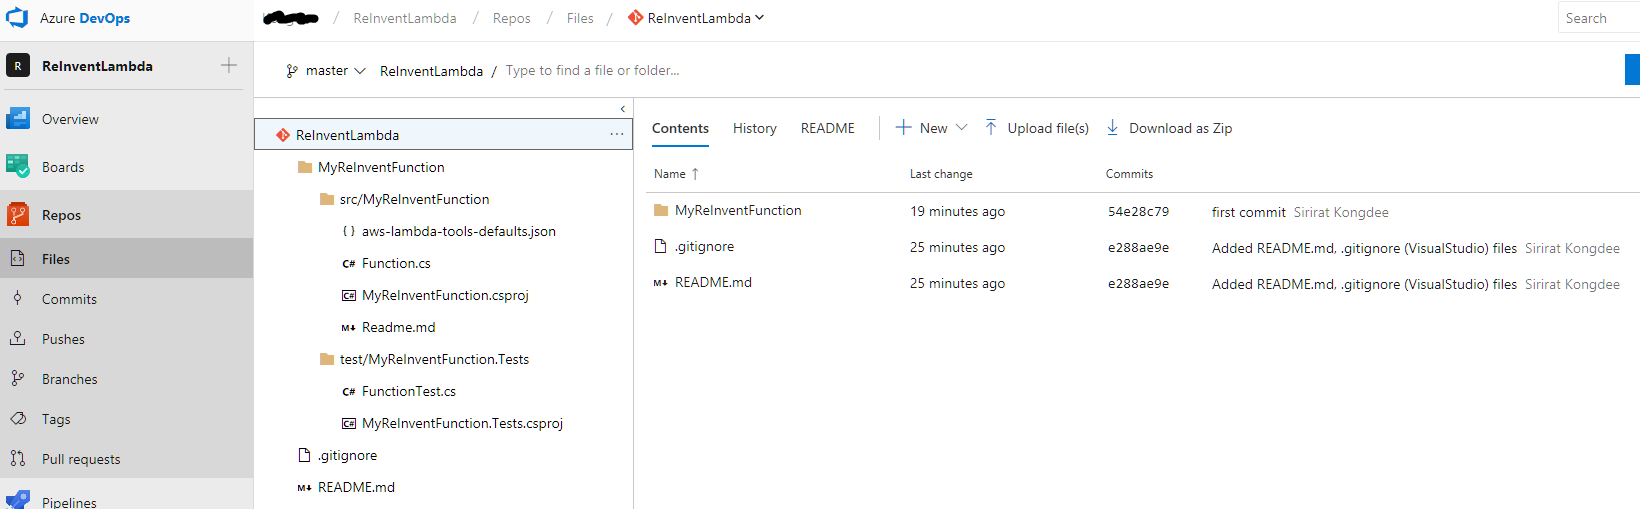 Azure DevOps
/ ReInventLambda / Repos / Files / ReInventLambda
Search
R ReInventLambda
master ReInventLambda / Type to find a file or folder...
Overview
Boards
Repos
Files
Commits
Pushes
Branches
Tags
Pull requests
Pipelines
ReInventLambda ...
MyReInventFunction
src/MyReInventFunction
{ } aws-lambda-tools-defaults.json
C# Function.cs
C# MyReInventFunction.csproj
M Readme.md
test/MyReInventFunction.Tests
C# FunctionTest.cs
C# MyReInventFunction.Tests.csproj
.gitignore
M README.md
Contents History README New Upload file(s) Download as Zip
Name Last change Commits
MyReInventFunction 19 minutes ago 54e28c79 first commit Sirirat Kongdee
.gitignore 25 minutes ago e288ae9e Added README.md, .gitignore (VisualStudio) files Sirirat Kongdee
M README.md 25 minutes ago e288ae9e Added README.md, .gitignore (VisualStudio) files Sirirat Kongdee